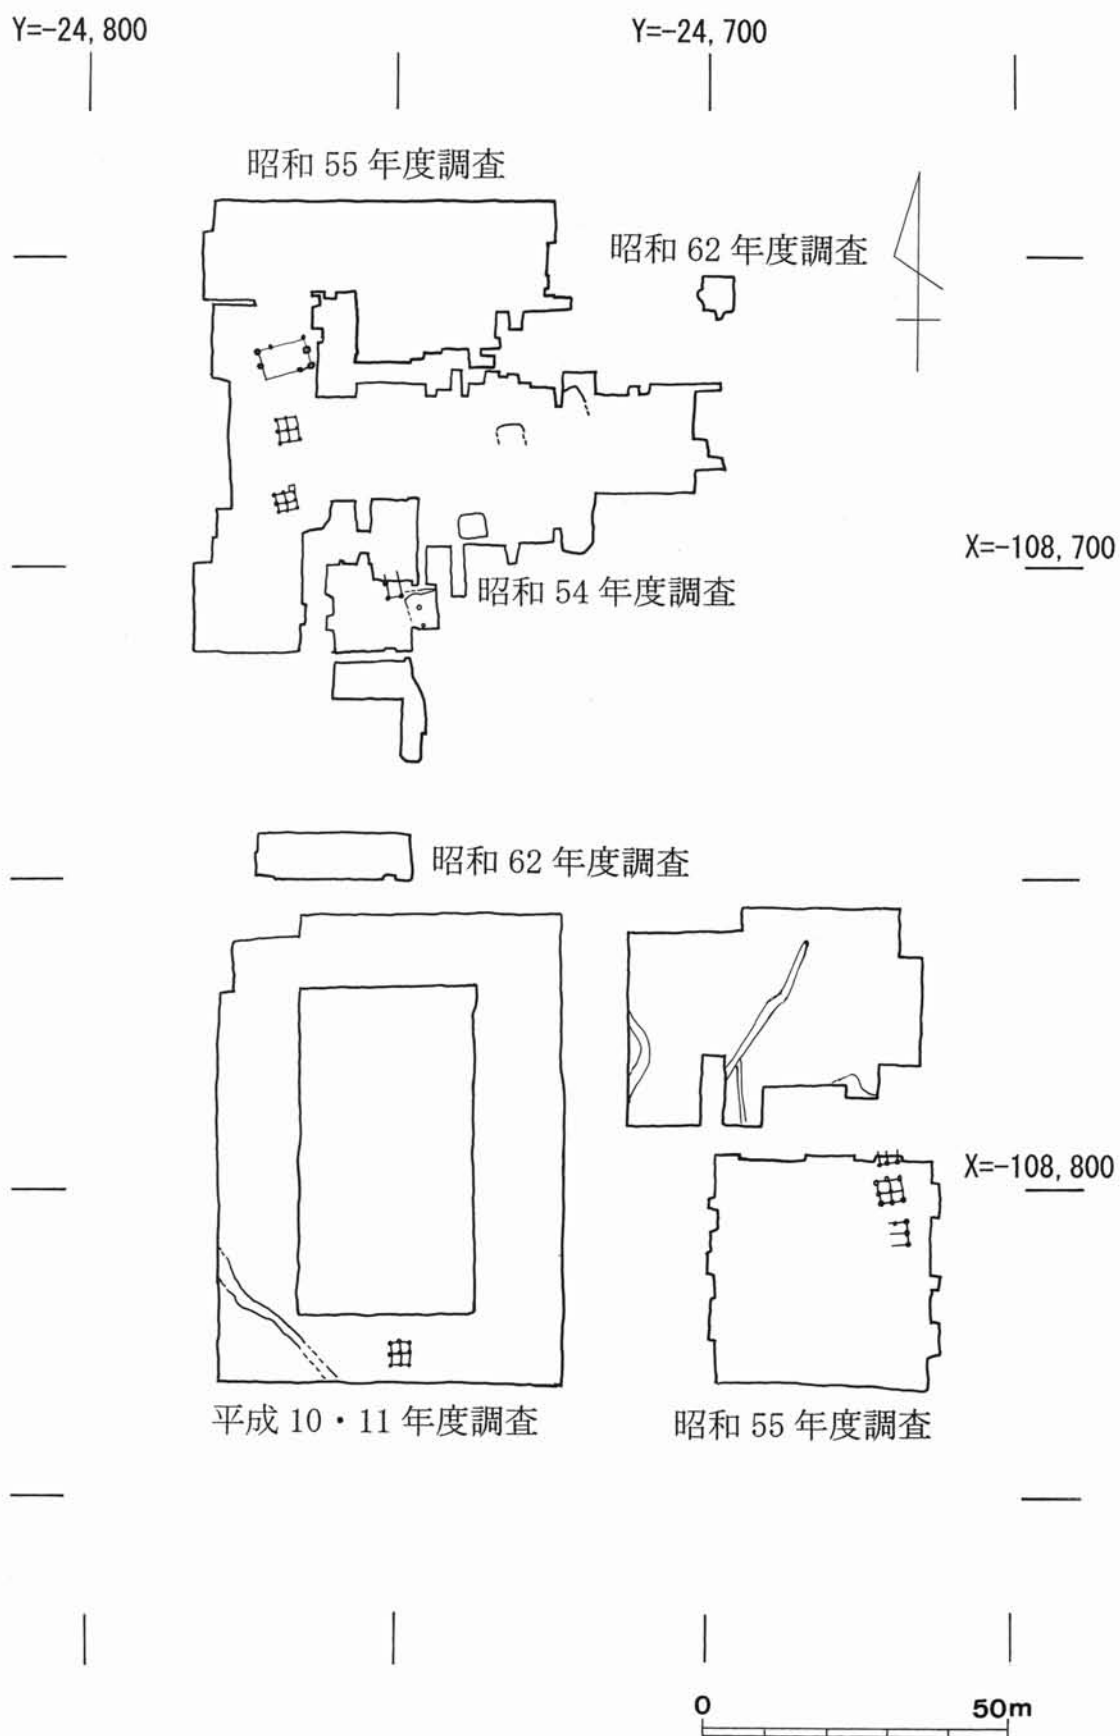 Y=-24,800
Y=-24,700
昭和 55 年度調査
昭和 62 年度調査
X=-108,700
昭和 54 年度調査
昭和 62 年度調査
X=-108,800
平成 10・11 年度調査
昭和 55 年度調査
0
50m